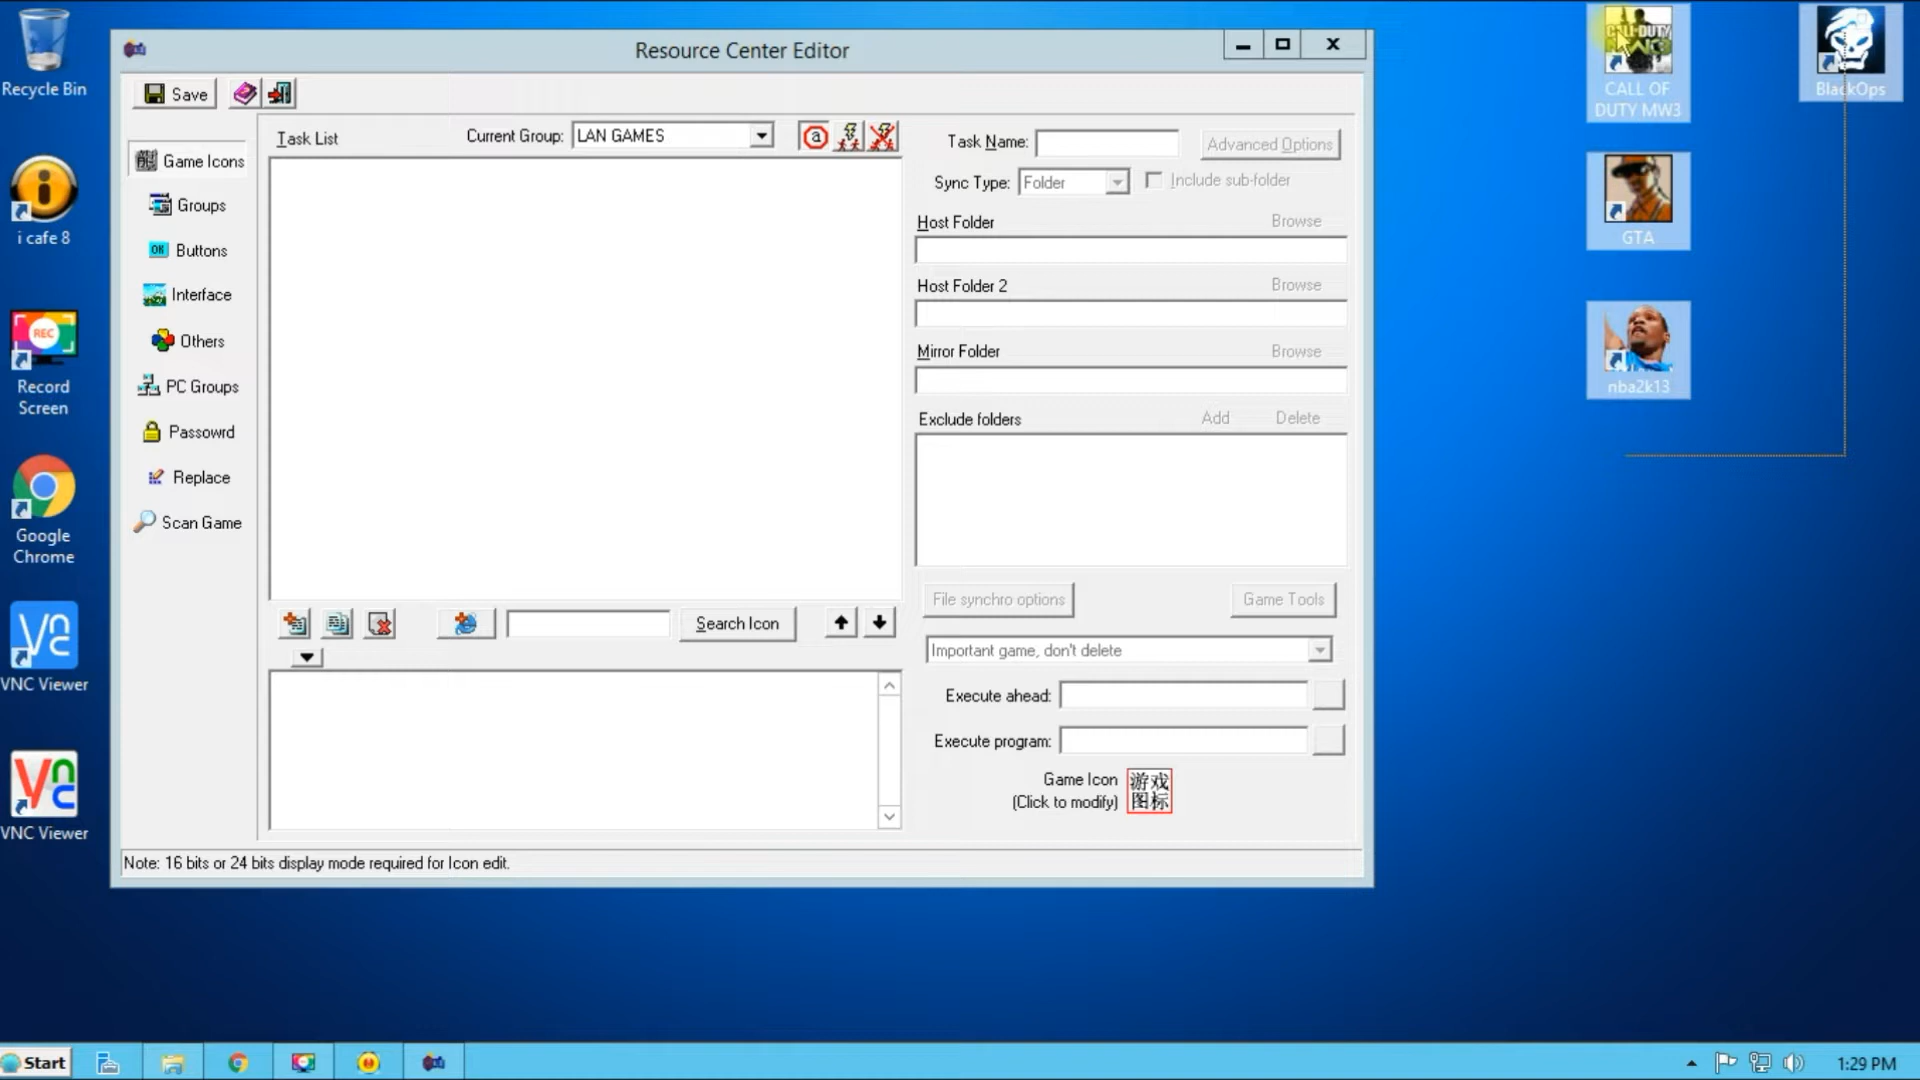 Recycle Bin
i cafe 8
Record
Screen
Google
Chrome
VNC Viewer
VNC Viewer
Resource Center Editor
Save
Game Icons
Groups
Buttons
Interface
Others
PC Groups
Passowrd
Replace
Scan Game
Task List
Current Group:
LAN GAMES
Search Icon
Task Name:
Advanced Options
Sync Type:
Folder
Include sub-folder
Host Folder
Browse
Host Folder 2
Browse
Mirror Folder
Browse
Exclude folders
Add
Delete
File synchro options
Game Tools
Important game, don't delete
Execute ahead:
Execute program:
Game Icon
(Click to modify)
游戏
图标
Note: 16 bits or 24 bits display mode required for Icon edit.
CALL OF
DUTY MW3
BlackOps
GTA
nba2k13
Start
1:29 PM